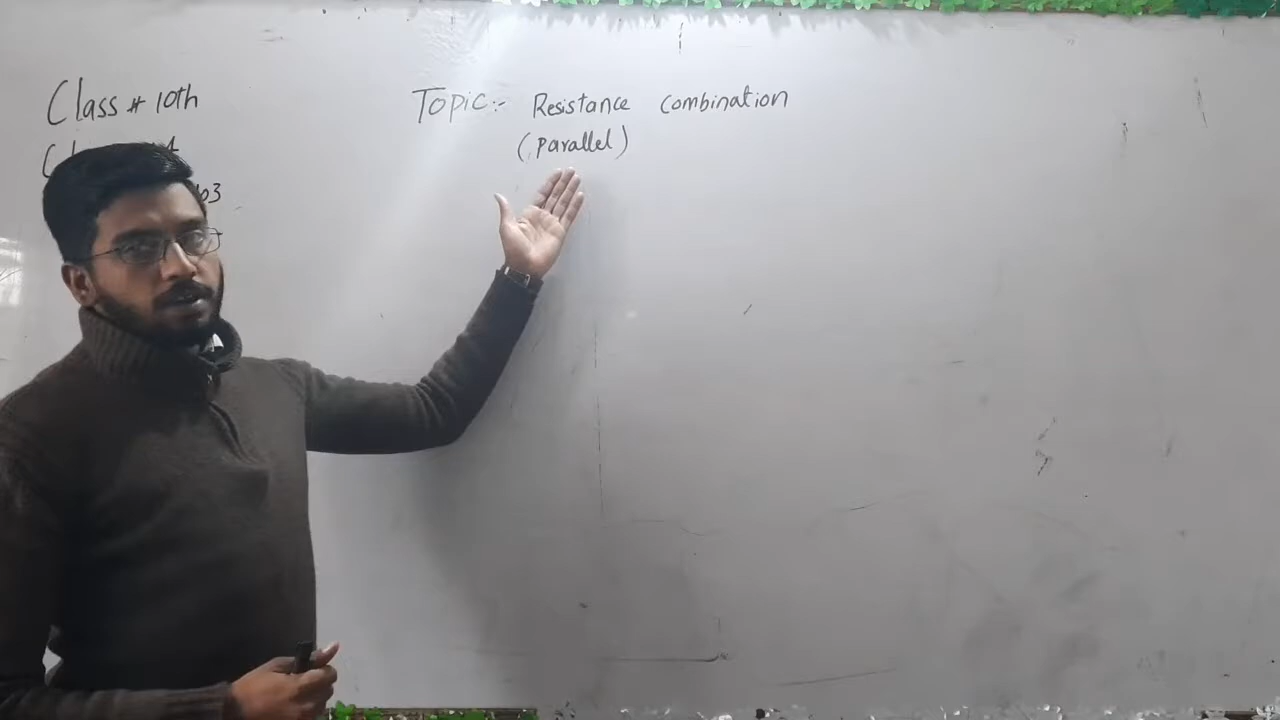 Class # 10th
Topic:- Resistance Combination
(parallel)